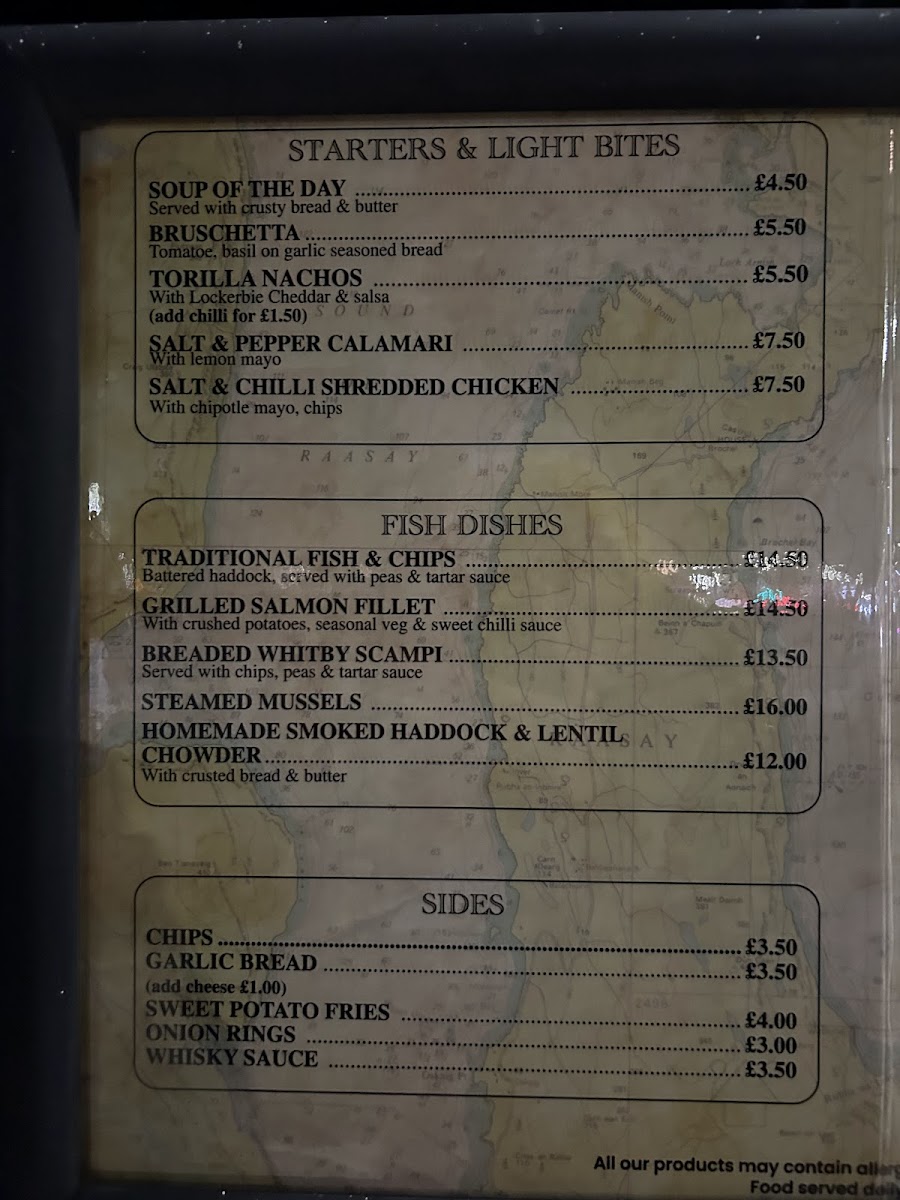 STARTERS & LIGHT BITES
SOUP OF THE DAY ........ £4.50
Served with crusty bread & butter
BRUSCHETTA ........ £5.50
Tomatoe, basil on garlic seasoned bread
TORILLA NACHOS ........ £5.50
With Lockerbie Cheddar & salsa
(add chilli for £1.50)
SALT & PEPPER CALAMARI ........ £7.50
With lemon mayo
SALT & CHILLI SHREDDED CHICKEN ........ £7.50
With chipotle mayo, chips
SOUND
RAASAY
FISH DISHES
TRADITIONAL FISH & CHIPS ........ £14.50
Battered haddock, served with peas & tartar sauce
GRILLED SALMON FILLET ........ £14.50
With crushed potatoes, seasonal veg & sweet chilli sauce
BREADED WHITBY SCAMPI ........ £13.50
Served with chips, peas & tartar sauce
STEAMED MUSSELS ........ £16.00
HOMEMADE SMOKED HADDOCK & LENTIL
CHOWDER ........ £12.00
With crusted bread & butter
RAASAY
SIDES
CHIPS ........ £3.50
GARLIC BREAD ........ £3.50
(add cheese £1.00)
SWEET POTATO FRIES ........ £4.00
ONION RINGS ........ £3.00
WHISKY SAUCE ........ £3.50
All our products may contain
Food served